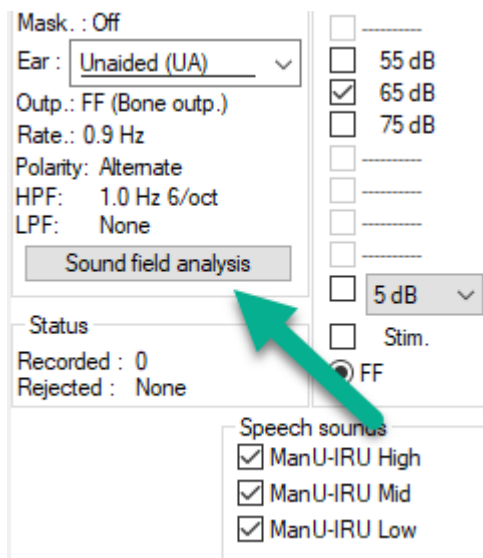 Mask. : Off
Ear : Unaided (UA)
Outp.: FF (Bone outp.)
Rate.: 0.9 Hz
Polarity: Alternate
HPF: 1.0 Hz 6/oct
LPF: None
Sound field analysis
Status
Recorded : 0
Rejected : None
----------
55 dB
65 dB
75 dB
----------
----------
----------
----------
5 dB
Stim.
FF
Speech sounds
ManU-IRU High
ManU-IRU Mid
ManU-IRU Low